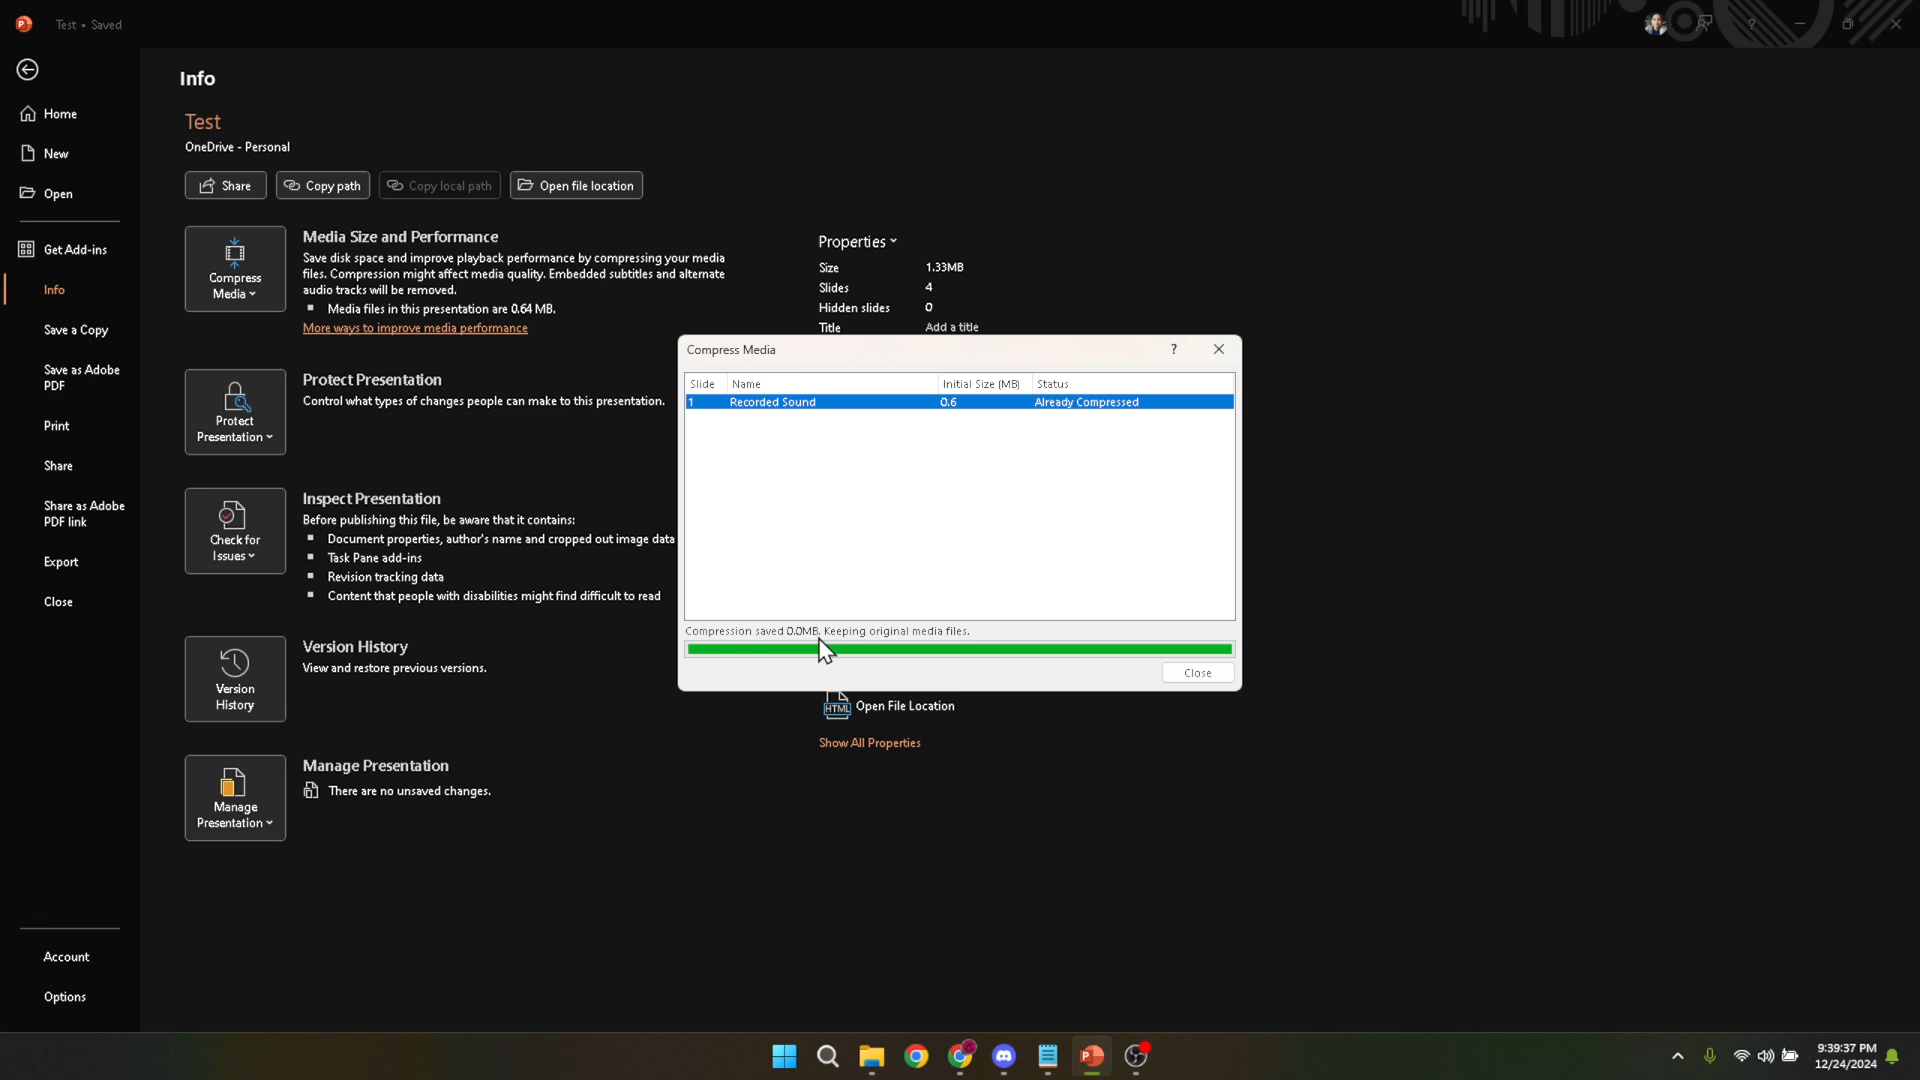 Test • Saved
Info
Home
Test
OneDrive - Personal
New
Share
Copy path
Copy local path
Open file location
Open
Get Add-ins
Compress
Media
Media Size and Performance
Save disk space and improve playback performance by compressing your media
files. Compression might affect media quality. Embedded subtitles and alternate
audio tracks will be removed.
Media files in this presentation are 0.64 MB.
More ways to improve media performance
Properties
Size 1.33MB
Slides 4
Hidden slides 0
Title Add a title
Info
Save a Copy
Save as Adobe
PDF
Print
Share
Share as Adobe
PDF link
Export
Close
Protect
Presentation
Protect Presentation
Control what types of changes people can make to this presentation.
Check for
Issues
Inspect Presentation
Before publishing this file, be aware that it contains:
Document properties, author's name and cropped out image data
Task Pane add-ins
Revision tracking data
Content that people with disabilities might find difficult to read
Version
History
Version History
View and restore previous versions.
Manage
Presentation
Manage Presentation
There are no unsaved changes.
Compress Media
?
Slide Name Initial Size (MB) Status
1 Recorded Sound 0.6 Already Compressed
Compression saved 0.0MB. Keeping original media files.
Close
HTML
Open File Location
Show All Properties
Account
Options
9:39:37 PM
12/24/2024